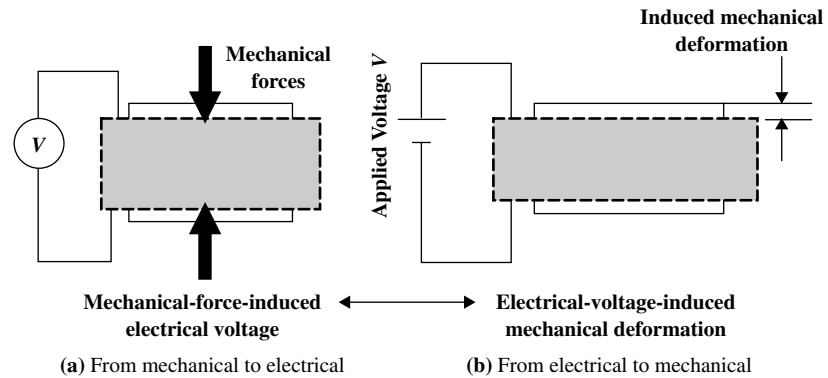 Induced mechanical
deformation
Mechanical
forces
V
Applied Voltage V
Mechanical-force-induced
electrical voltage
Electrical-voltage-induced
mechanical deformation
(a) From mechanical to electrical
(b) From electrical to mechanical